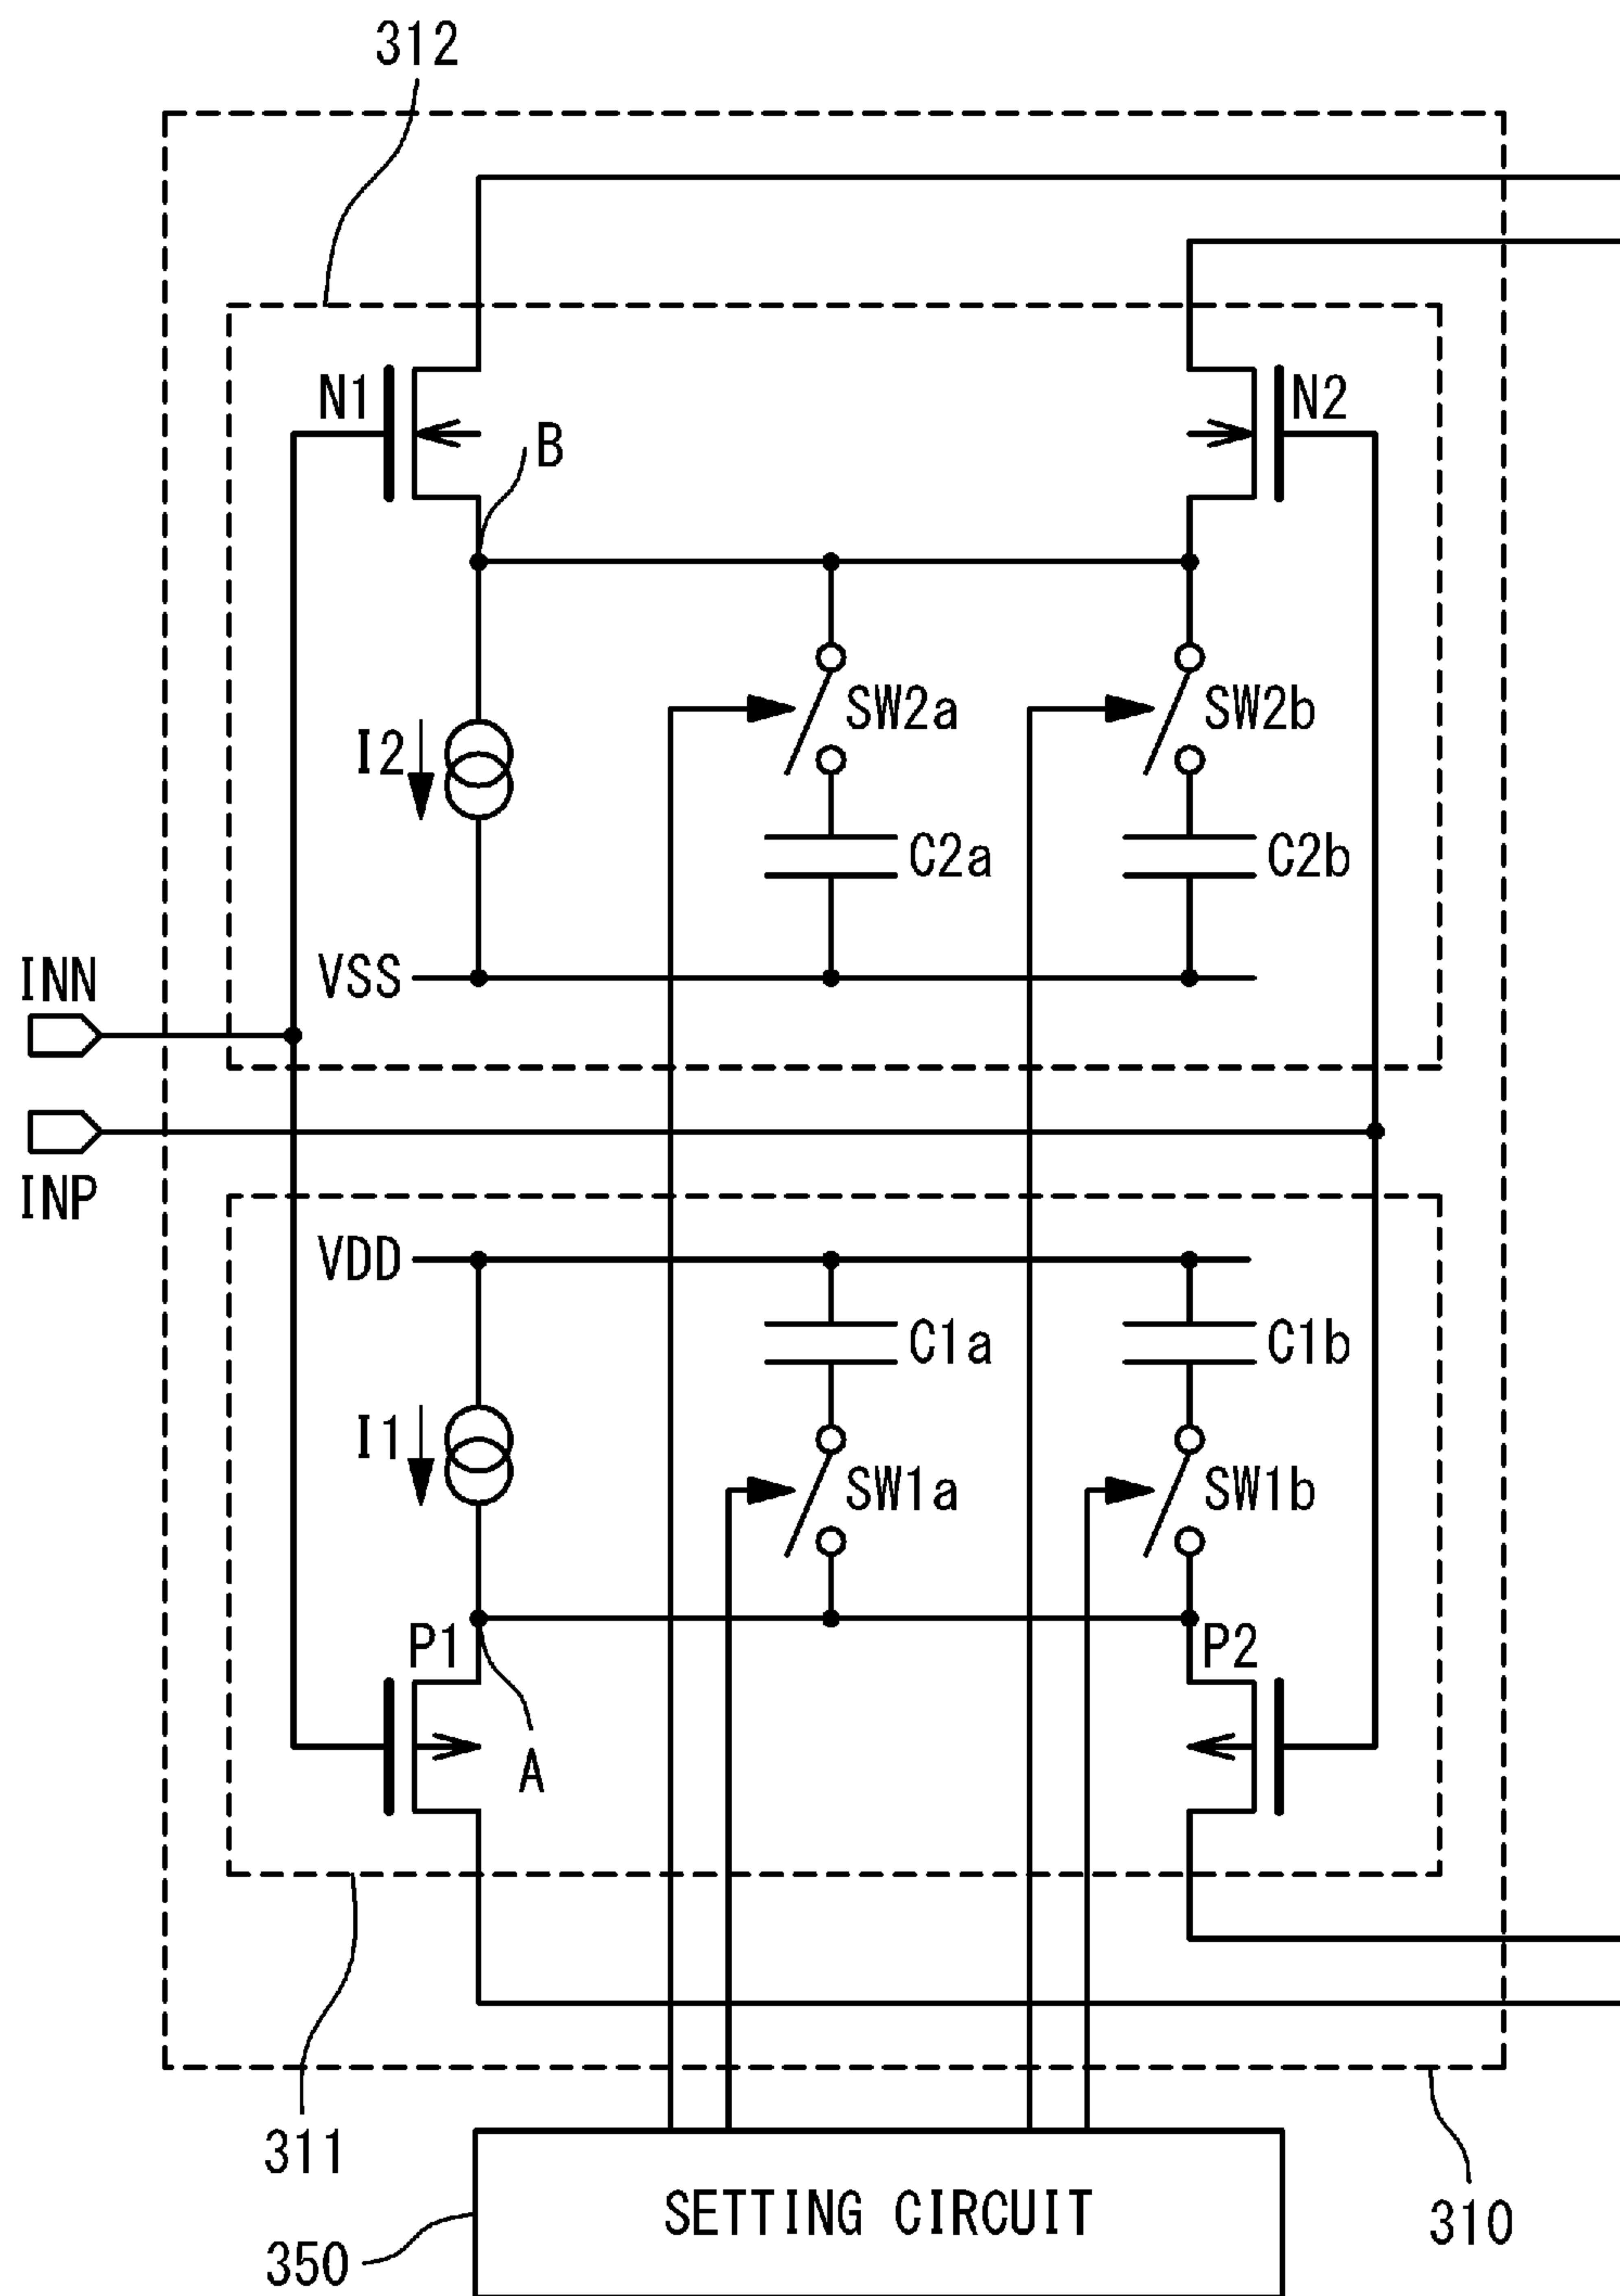 312
N1
N2
B
SW2a
SW2b
I2
C2a
C2b
INN
VSS
INP
VDD
C1a
C1b
I1
SW1a
SW1b
P1
P2
A
311
SETTING CIRCUIT
310
350